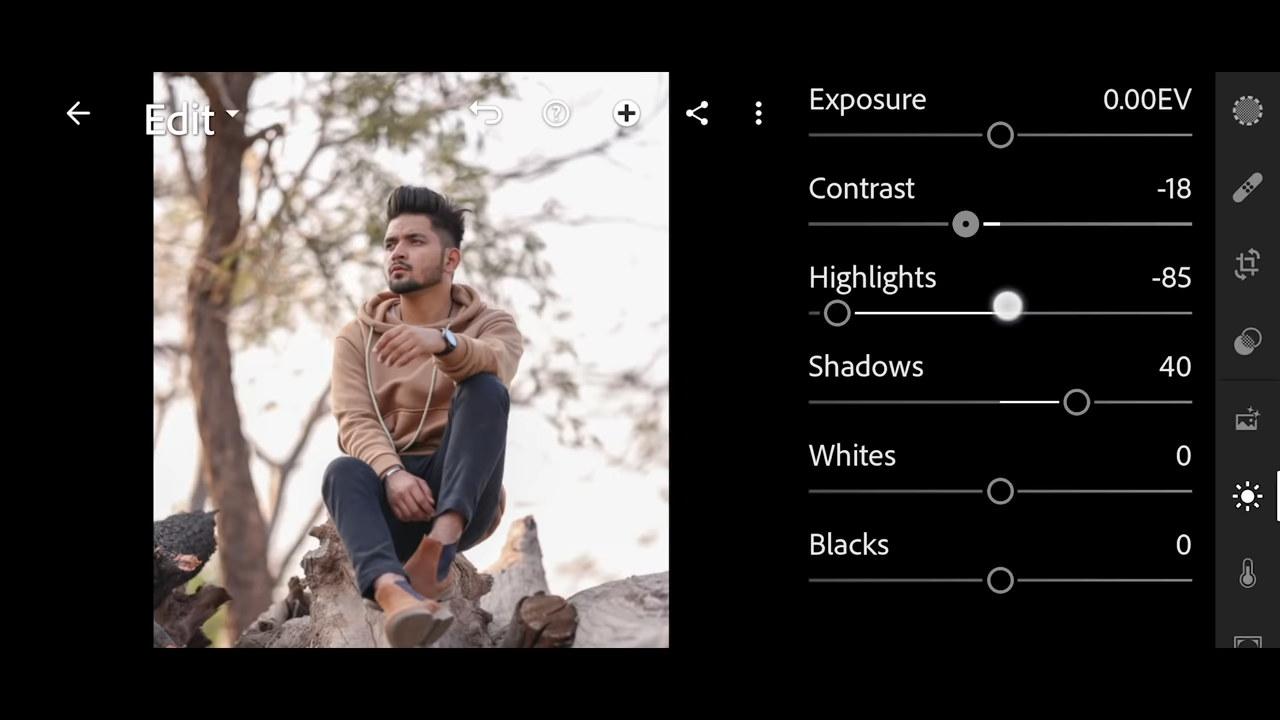 Edit
Exposure 0.00EV
Contrast -18
Highlights -85
Shadows 40
Whites 0
Blacks 0